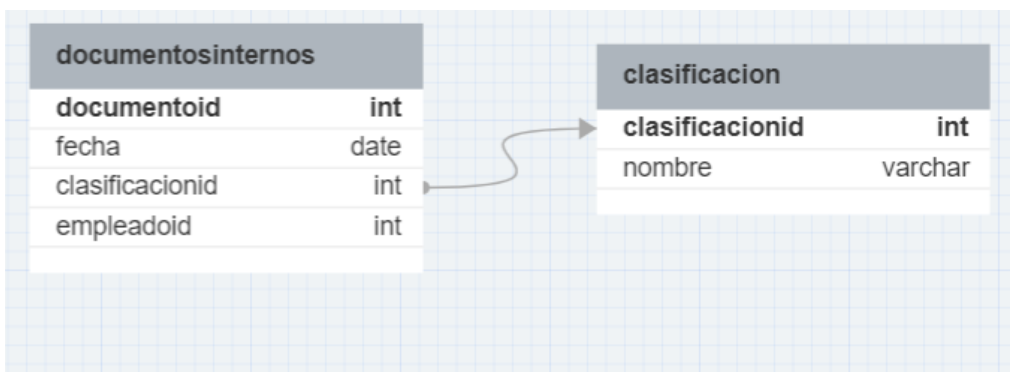 documentosinternos
documentoid int
fecha date
clasificacionid int
empleadoid int
clasificacion
clasificacionid int
nombre varchar